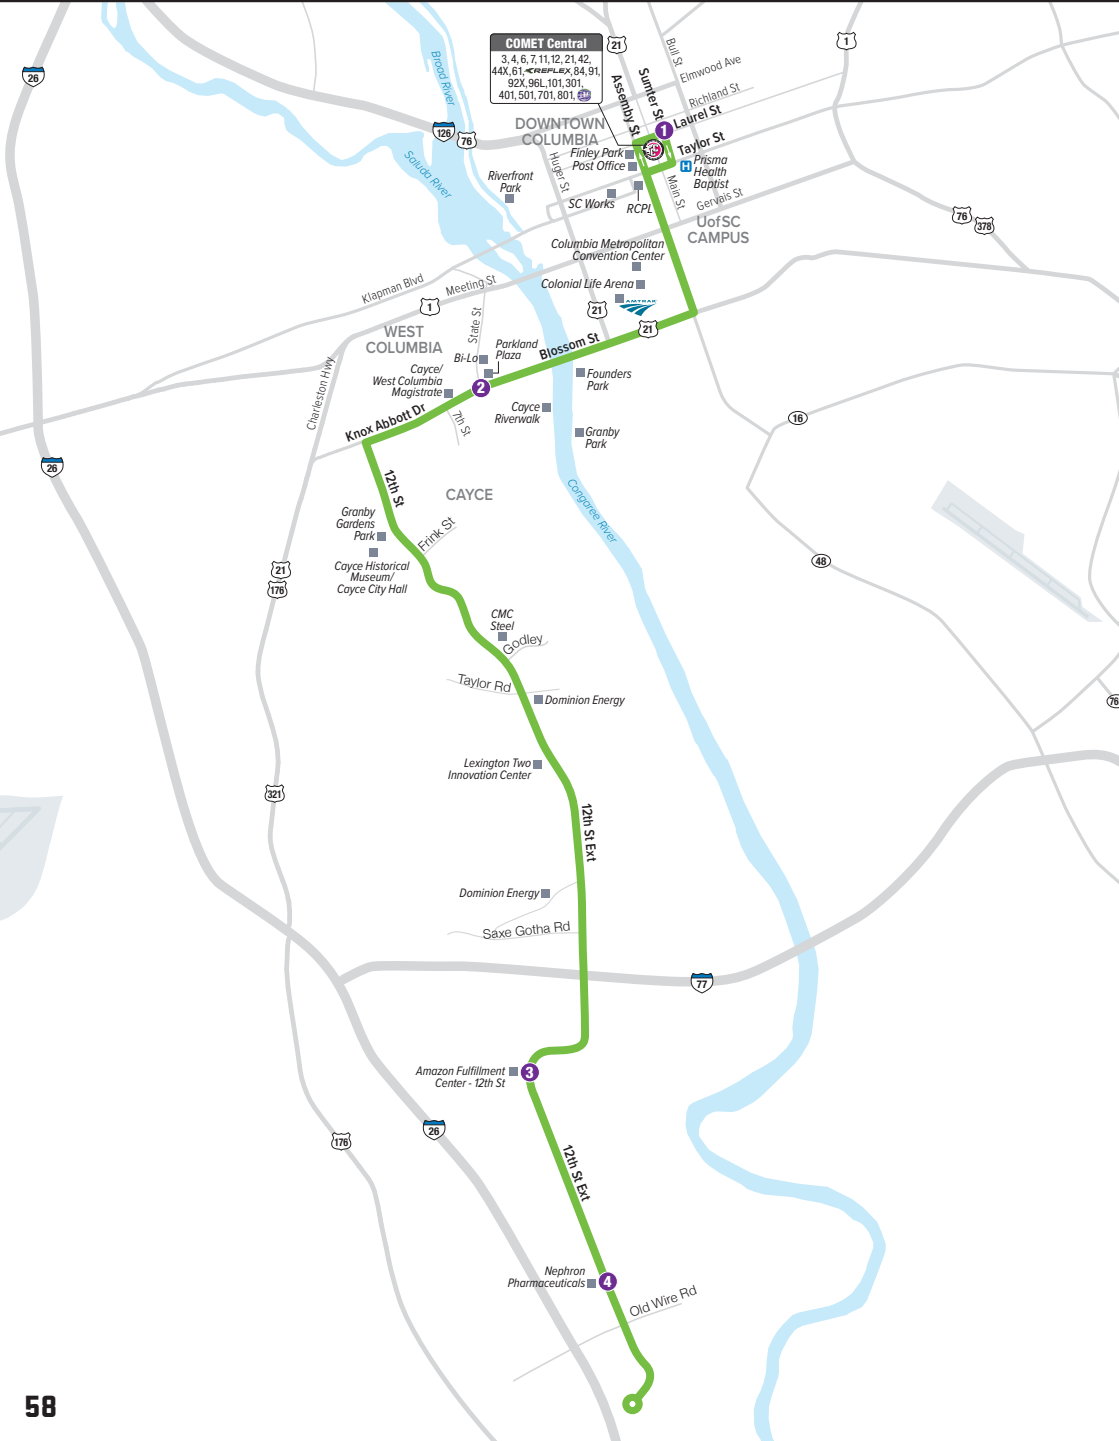 COMET Central
3, 4, 6, 7, 11, 12, 21, 42,
44X, 61, REFLEX, 84, 91,
92X, 96L, 101, 301,
401, 501, 701, 801,
21
Bull St
Elmwood Ave
Richland St
1
26
Broad River
126
76
Saluda River
DOWNTOWN
COLUMBIA
Assemby St
Sumter St
1
Laurel St
Taylor St
Finley Park
Post Office
H
Prisma
Health
Baptist
Huger St
Riverfront
Park
SC Works
RCPL
Main St
Gervais St
UofSC
CAMPUS
76
378
Columbia Metropolitan
Convention Center
Colonial Life Arena
AMTRAK
Klapman Blvd
Meeting St
1
21
21
State St
WEST
COLUMBIA
Blossom St
Parkland
Plaza
Bi-Lo
Cayce/
West Columbia
Magistrate
2
Founders
Park
Charleston Hwy
Cayce
Riverwalk
Knox Abbott Dr
7th St
Granby
Park
16
26
12th St
CAYCE
Congaree River
Granby
Gardens
Park
Frink St
Cayce Historical
Museum/
Cayce City Hall
21
176
48
CMC
Steel
Godley
Taylor Rd
Dominion Energy
76
Lexington Two
Innovation Center
321
12th St Ext
Dominion Energy
Saxe Gotha Rd
77
Amazon Fulfillment
Center - 12th St
3
26
176
12th St Ext
Nephron
Pharmaceuticals
4
Old Wire Rd
58